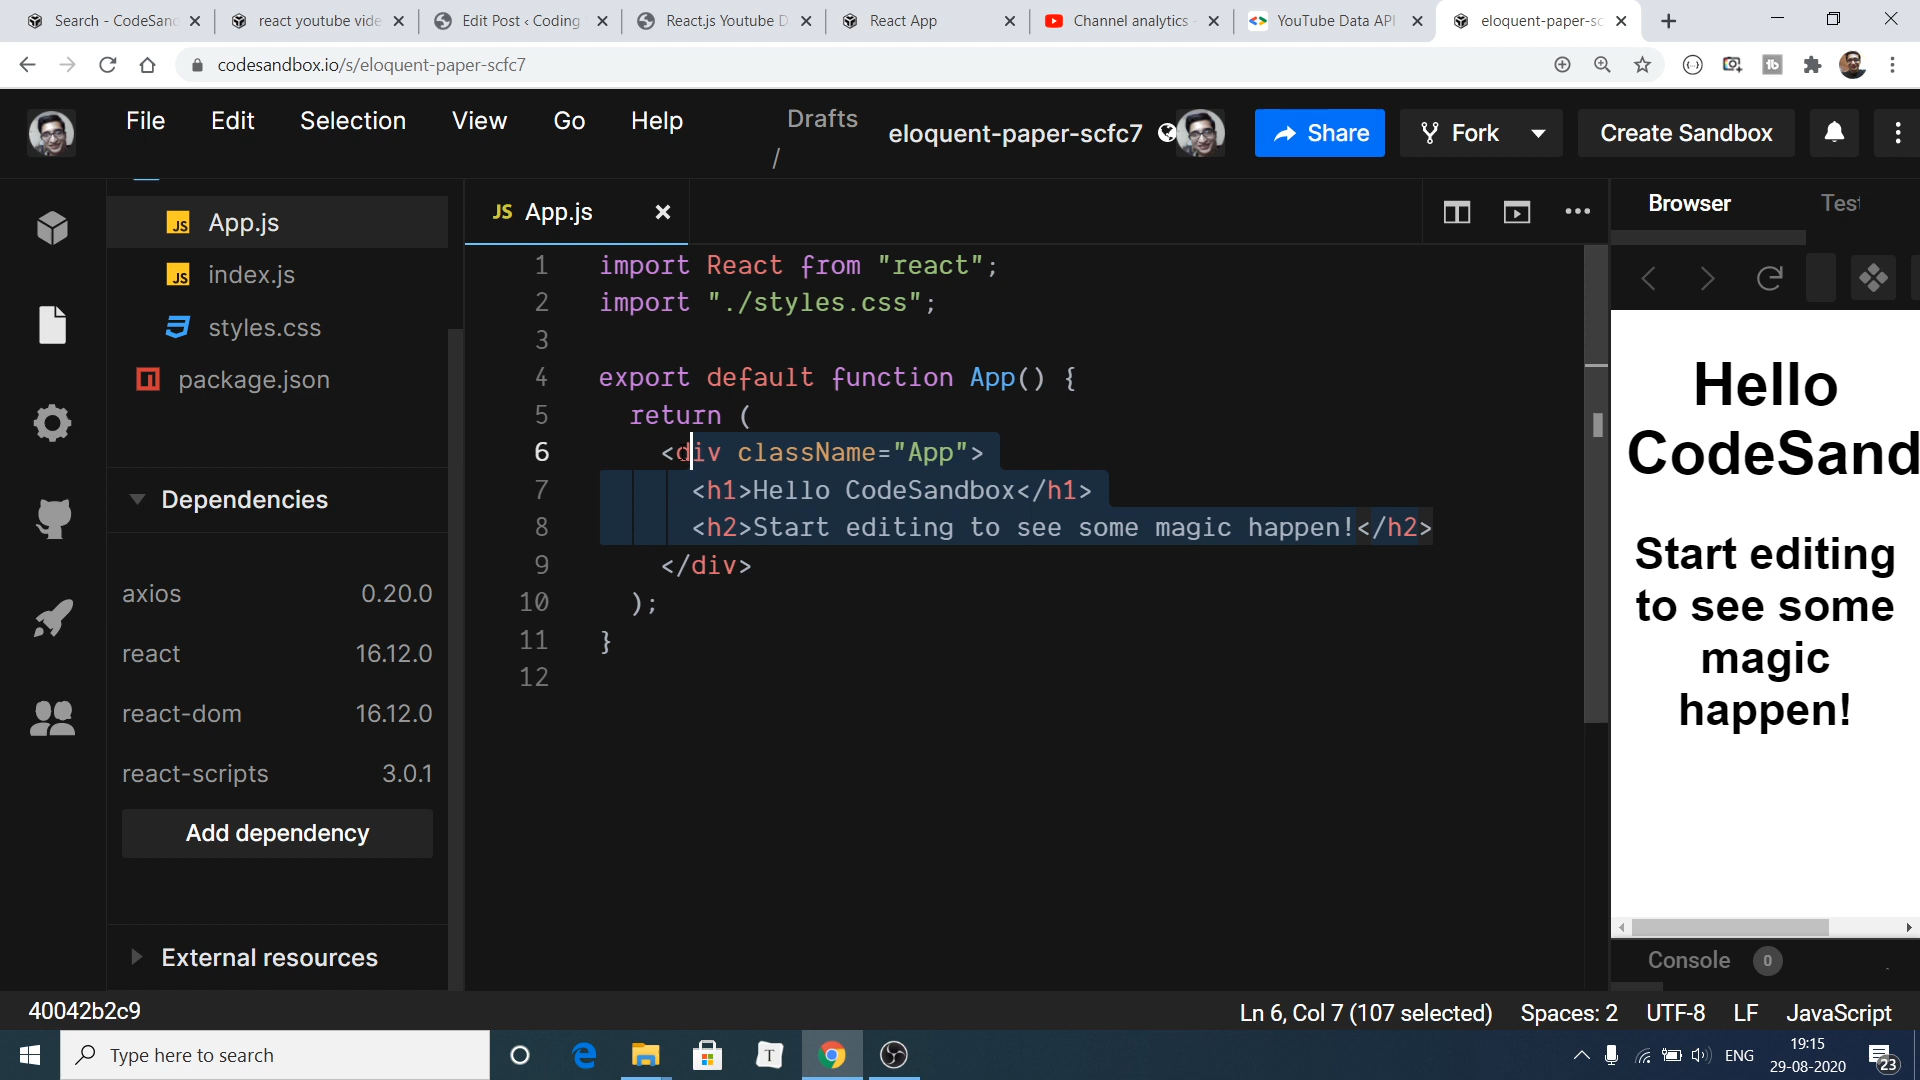 Search - CodeSand
react youtube vide
Edit Post ‹ Coding
React.js Youtube D
React App
Channel analytics -
YouTube Data API
eloquent-paper-sc
codesandbox.io/s/eloquent-paper-scfc7
File Edit Selection View Go Help
Drafts
/
eloquent-paper-scfc7
Share
Fork
Create Sandbox
JS App.js
index.js
styles.css
package.json
Dependencies
axios 0.20.0
react 16.12.0
react-dom 16.12.0
react-scripts 3.0.1
Add dependency
External resources
JS App.js
1 import React from "react";
2 import "./styles.css";
3
4 export default function App() {
5 return (
6 <div className="App">
7 <h1>Hello CodeSandbox</h1>
8 <h2>Start editing to see some magic happen!</h2>
9 </div>
10 );
11 }
12
Browser Test
Hello
CodeSand
Start editing
to see some
magic
happen!
Console 0
40042b2c9
Ln 6, Col 7 (107 selected) Spaces: 2 UTF-8 LF JavaScript
Type here to search
T
ENG
19:15
29-08-2020
23